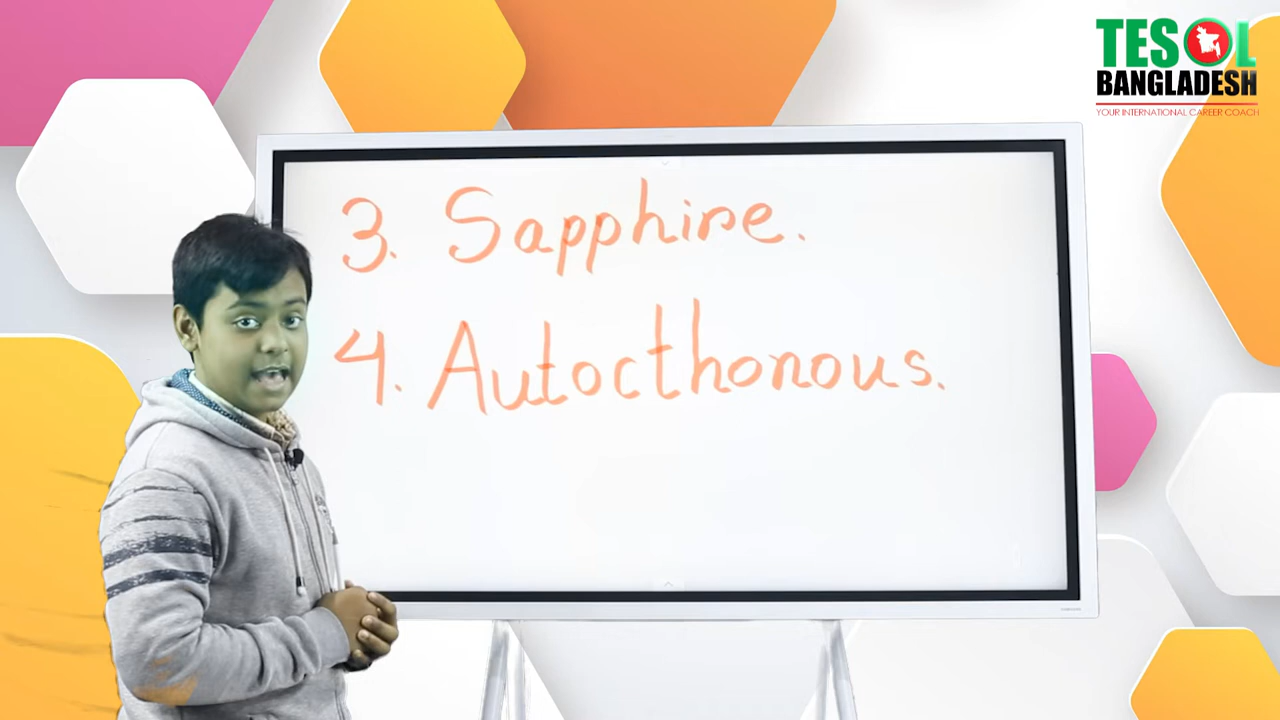 TESOL
BANGLADESH
YOUR INTERNATIONAL CAREER COACH
3. Sapphire.
4. Autocthonous.